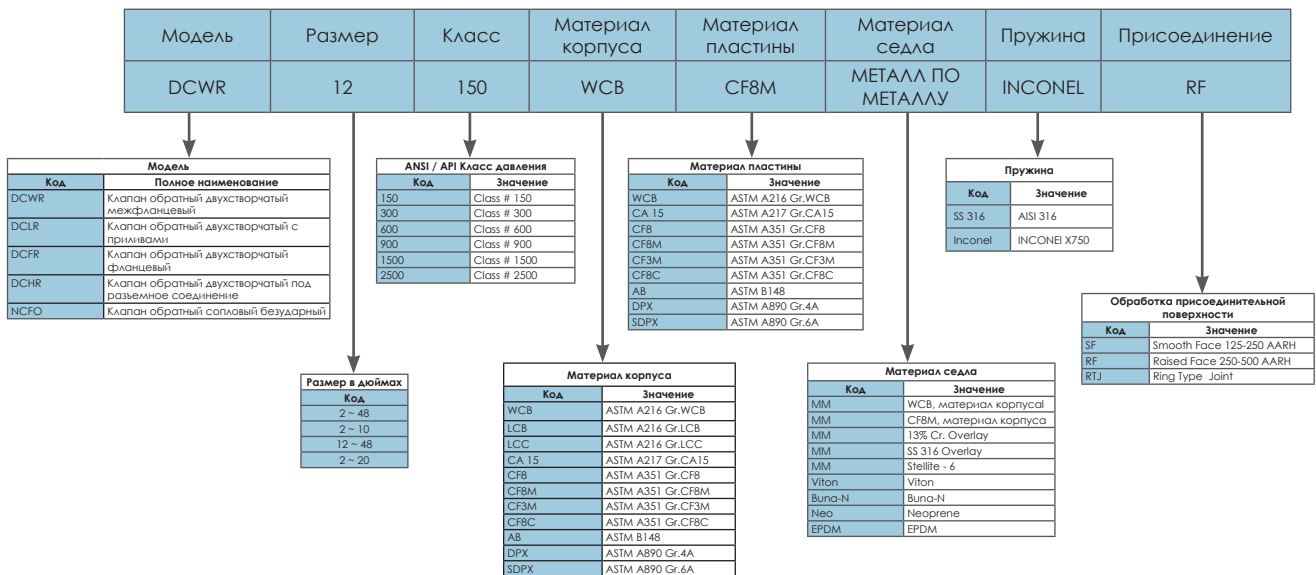 Модель Размер Класс Материал корпуса Материал пластины Материал седла Пружина Присоединение
DCWR 12 150 WCB CF8M МЕТАЛЛ ПО МЕТАЛЛУ INCONEL RF
Модель
Код Полное наименование
DCWR Клапан обратный двухстворчатый
межфланцевый
DCLR Клапан обратный двухстворчатый с
приливами
DCFR Клапан обратный двухстворчатый
фланцевый
DCHR Клапан обратный двухстворчатый под
разъемное соединение
NCFO Клапан обратный сопловый безударный
Размер в дюймах
Код
2 ~ 48
2 ~ 10
12 ~ 48
2 ~ 20
ANSI / API Класс давления
Код Значение
150 Class # 150
300 Class # 300
600 Class # 600
900 Class # 900
1500 Class # 1500
2500 Class # 2500
Материал корпуса
Код Значение
WCB ASTM A216 Gr.WCB
LCB ASTM A216 Gr.LCB
LCC ASTM A216 Gr.LCC
CA 15 ASTM A217 Gr.CA15
CF8 ASTM A351 Gr.CF8
CF8M ASTM A351 Gr.CF8M
CF3M ASTM A351 Gr.CF3M
CF8C ASTM A351 Gr.CF8C
AB ASTM B148
DPX ASTM A890 Gr.4A
SDPX ASTM A890 Gr.6A
Материал пластины
Код Значение
WCB ASTM A216 Gr.WCB
CA 15 ASTM A217 Gr.CA15
CF8 ASTM A351 Gr.CF8
CF8M ASTM A351 Gr.CF8M
CF3M ASTM A351 Gr.CF3M
CF8C ASTM A351 Gr.CF8C
AB ASTM B148
DPX ASTM A890 Gr.4A
SDPX ASTM A890 Gr.6A
Материал седла
Код Значение
MM WCB, материал корпусаl
MM CF8M, материал корпуса
MM 13% Cr. Overlay
MM SS 316 Overlay
MM Stellite - 6
Viton Viton
Buna-N Buna-N
Neo Neoprene
EPDM EPDM
Пружина
Код Значение
SS 316 AISI 316
Inconel INCONEl X750
Обработка присоединительной
поверхности
Код Значение
SF Smooth Face 125-250 AARH
RF Raised Face 250-500 AARH
RTJ Ring Type Joint